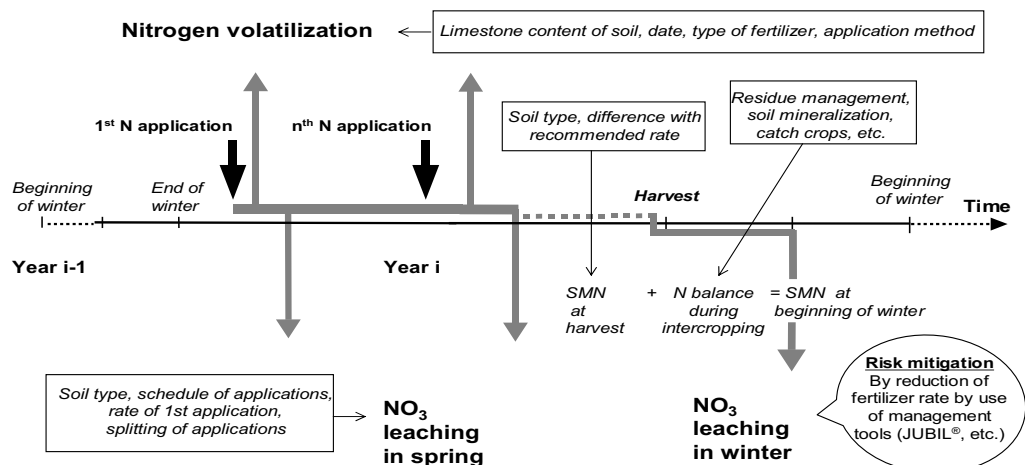 Nitrogen volatilization
Limestone content of soil, date, type of fertilizer, application method
1st N application
nth N application
Soil type, difference with
recommended rate
Residue management,
soil mineralization,
catch crops, etc.
Beginning
of winter
End of
winter
Harvest
Beginning
of winter
Time
Year i-1
Year i
SMN
at
harvest
+
N balance
during
intercropping
= SMN at
beginning of winter
Soil type, schedule of applications,
rate of 1st application,
splitting of applications
NO3
leaching
in spring
NO3
leaching
in winter
Risk mitigation
By reduction of
fertilizer rate by use
of management
tools (JUBIL®, etc.)